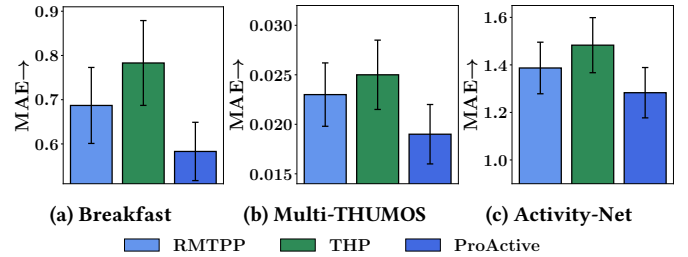 MAE→
0.9
0.8
0.7
0.6
(a) Breakfast
MAE→
0.030
0.025
0.020
0.015
(b) Multi-THUMOS
MAE→
1.6
1.4
1.2
1.0
(c) Activity-Net
RMTPP THP ProActive